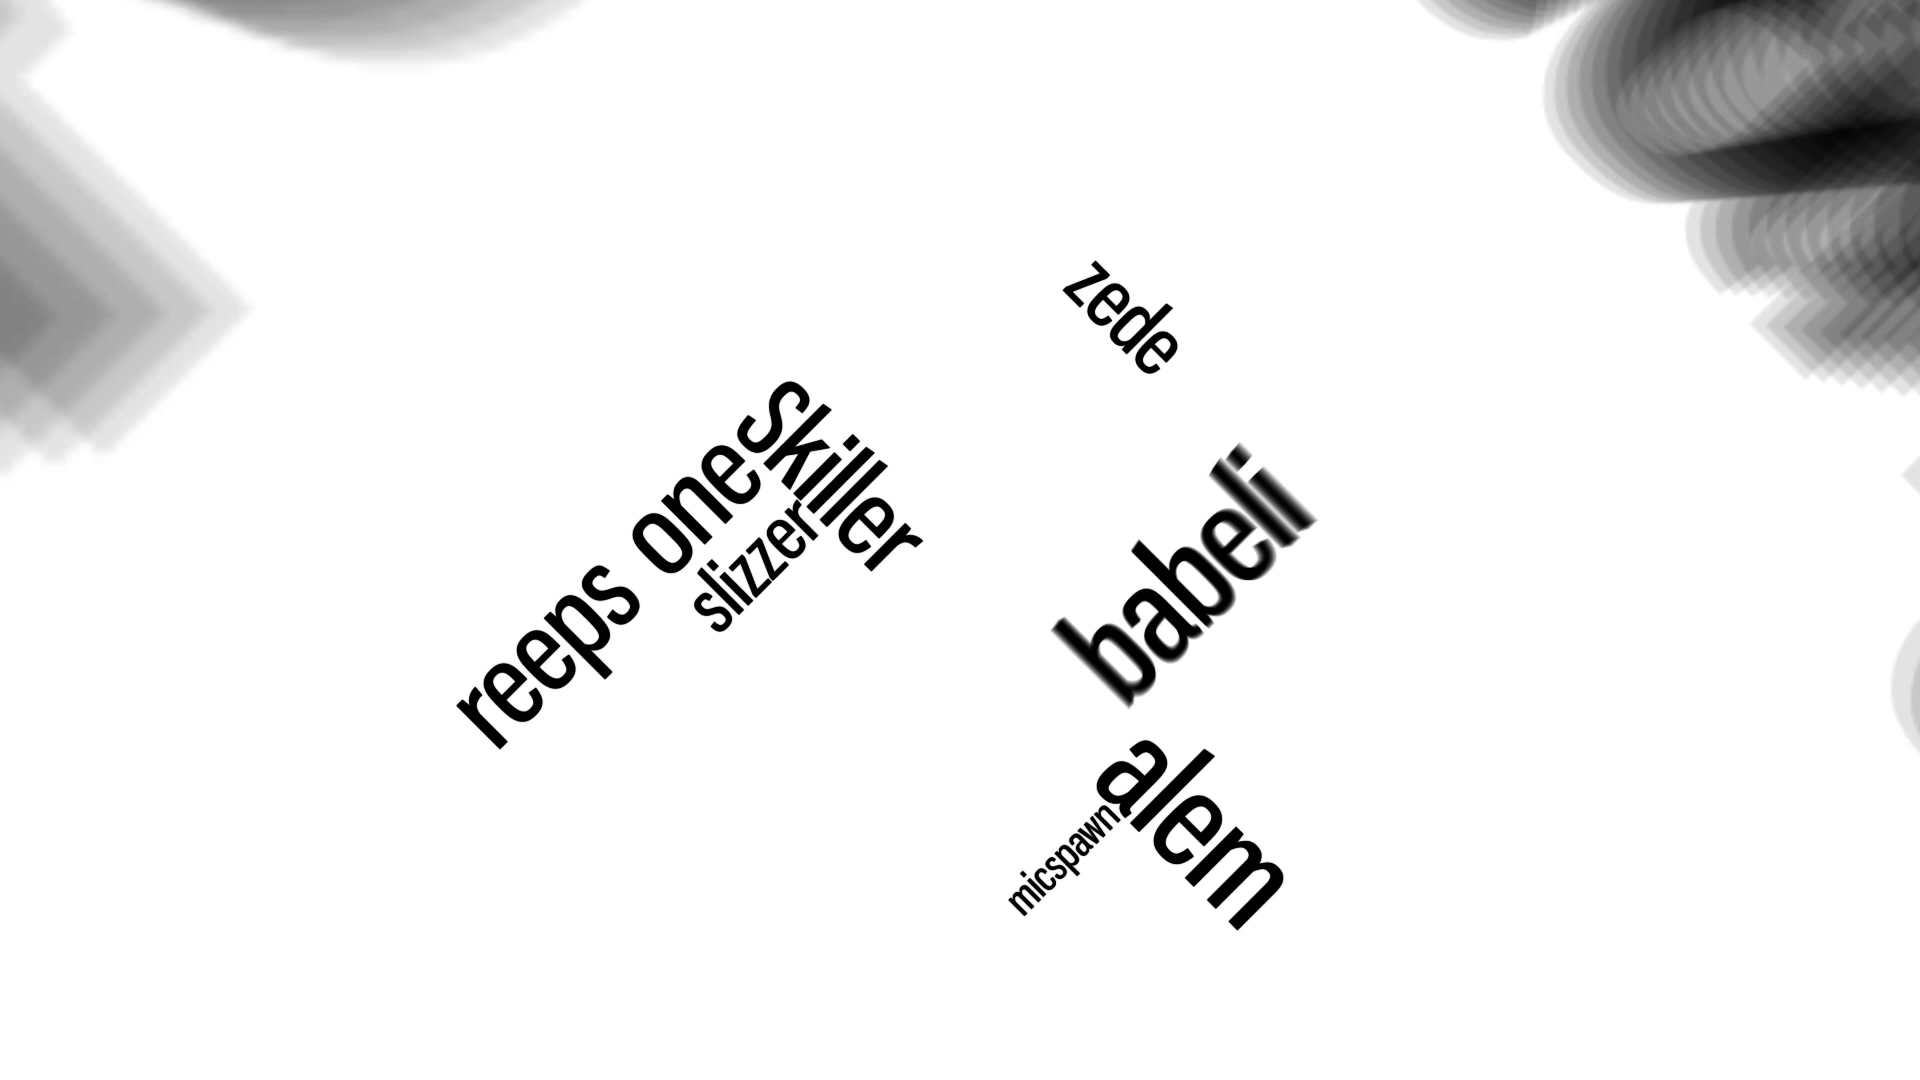 zede
skiller
reeps one
slizzer
babeli
alem
micspawn